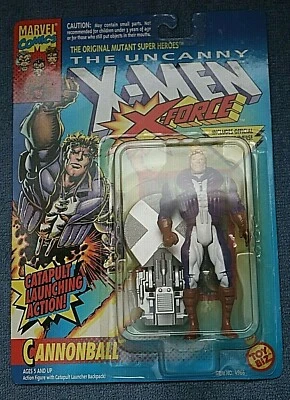 MARVEL
COMICS
CAUTION: May contain small parts. Not
recommended for children under 3 years of age
or for those who still put objects in their mouths.
THE ORIGINAL MUTANT SUPER HEROES™
THE UNCANNY
X-MEN
X-FORCE
INCLUDES OFFICIAL
CATAPULT
LAUNCHING
ACTION!
CANNONBALL
AGES 5 AND UP
Action Figure with Catapult Launcher Backpack!
TOY BIZ